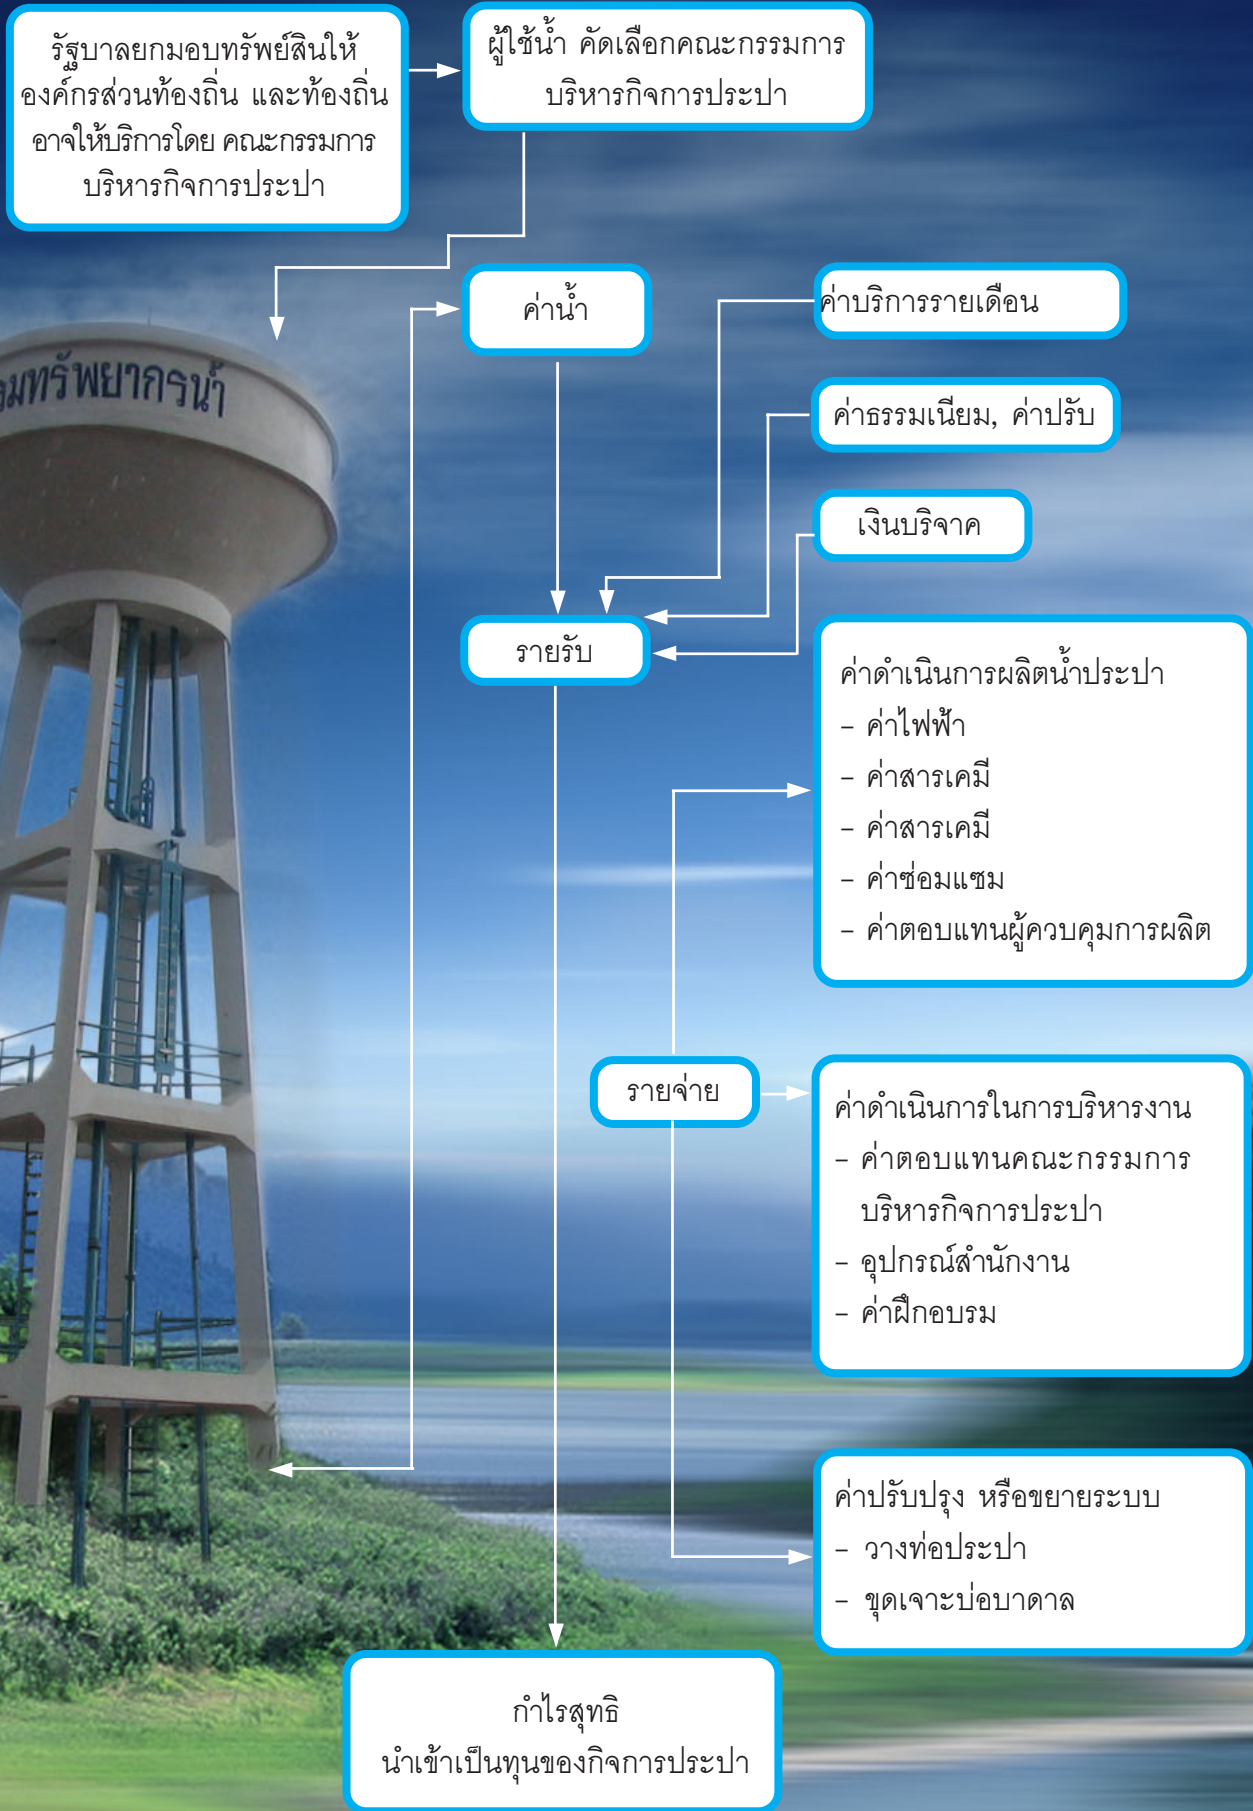 รัฐบาลยกมอบทรัพย์สินให้
องค์กรส่วนท้องถิ่น และท้องถิ่น
อาจให้บริการโดย คณะกรรมการ
บริหารกิจการประปา
ผู้ใช้น้ำ คัดเลือกคณะกรรมการ
บริหารกิจการประปา
ค่าน้ำ
ค่าบริการรายเดือน
ค่าธรรมเนียม, ค่าปรับ
เงินบริจาค
ทรัพยากรน้ำ
รายรับ
ค่าดำเนินการผลิตน้ำประปา
- ค่าไฟฟ้า
- ค่าสารเคมี
- ค่าสารเคมี
- ค่าซ่อมแซม
- ค่าตอบแทนผู้ควบคุมการผลิต
รายจ่าย
ค่าดำเนินการในการบริหารงาน
- ค่าตอบแทนคณะกรรมการ
บริหารกิจการประปา
- อุปกรณ์สำนักงาน
- ค่าฝึกอบรม
ค่าปรับปรุง หรือขยายระบบ
- วางท่อประปา
- ขุดเจาะบ่อบาดาล
กำไรสุทธิ
นำเข้าเป็นทุนของกิจการประปา